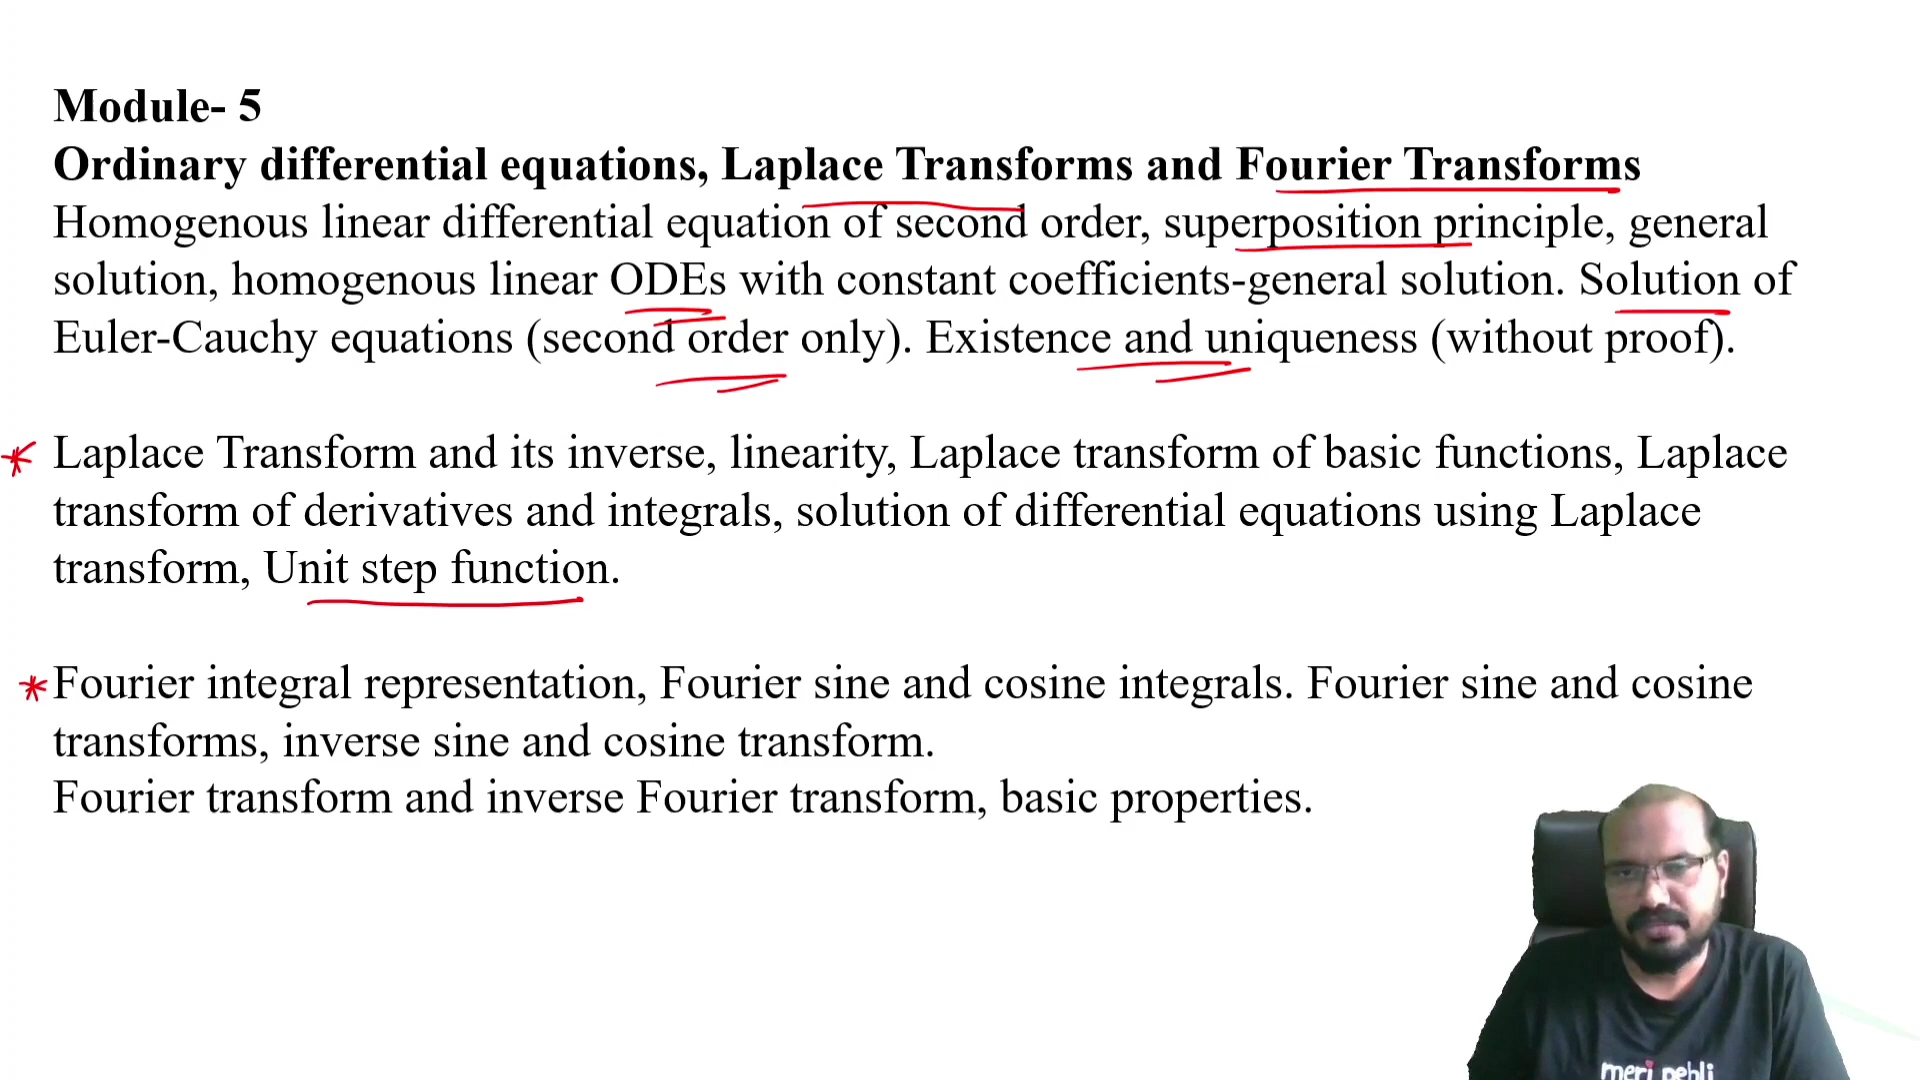 Module- 5
Ordinary differential equations, Laplace Transforms and Fourier Transforms
Homogenous linear differential equation of second order, superposition principle, general
solution, homogenous linear ODEs with constant coefficients-general solution. Solution of
Euler-Cauchy equations (second order only). Existence and uniqueness (without proof).
* Laplace Transform and its inverse, linearity, Laplace transform of basic functions, Laplace
transform of derivatives and integrals, solution of differential equations using Laplace
transform, Unit step function.
* Fourier integral representation, Fourier sine and cosine integrals. Fourier sine and cosine
transforms, inverse sine and cosine transform.
Fourier transform and inverse Fourier transform, basic properties.
meri pehli